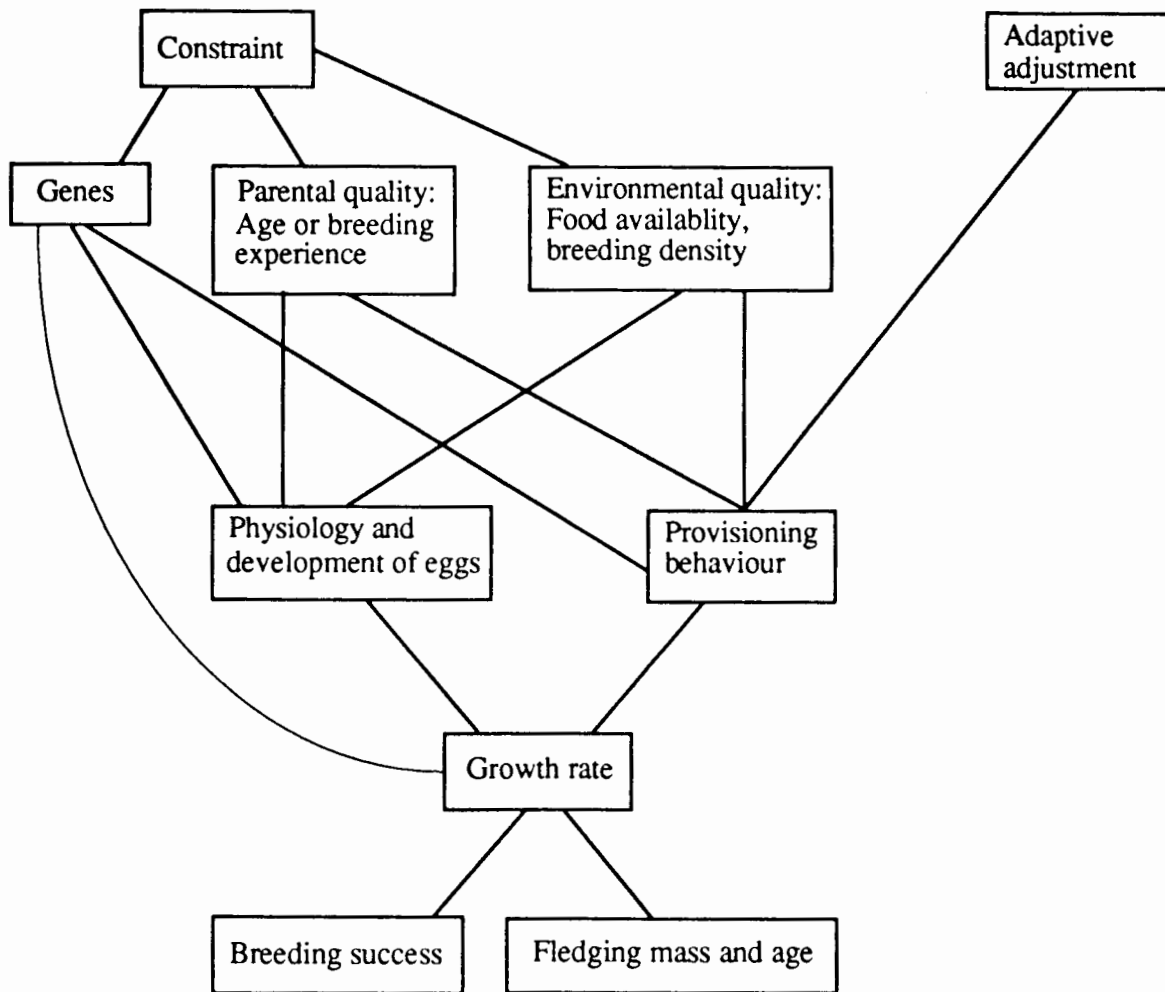 Constraint
Adaptive
adjustment
Genes
Parental quality:
Age or breeding
experience
Environmental quality:
Food availablity,
breeding density
Physiology and
development of eggs
Provisioning
behaviour
Growth rate
Breeding success
Fledging mass and age